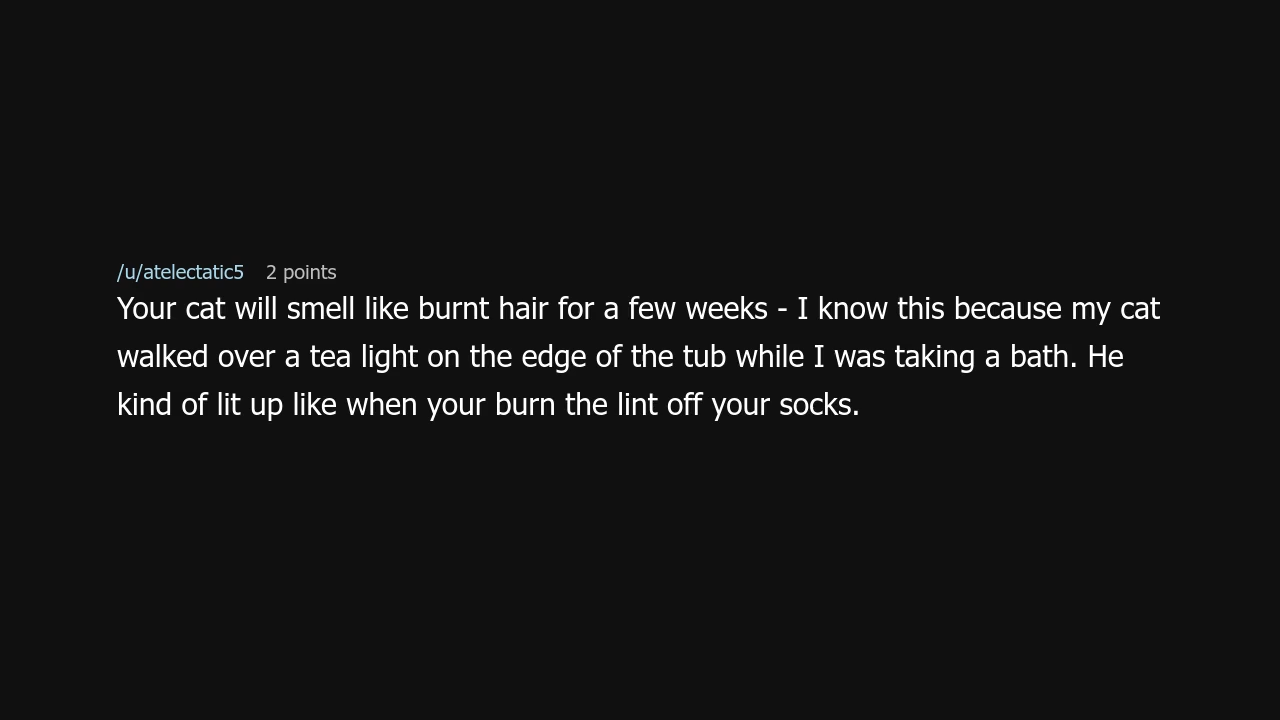 /u/atelectatic5 2 points
Your cat will smell like burnt hair for a few weeks - I know this because my cat
walked over a tea light on the edge of the tub while I was taking a bath. He
kind of lit up like when your burn the lint off your socks.